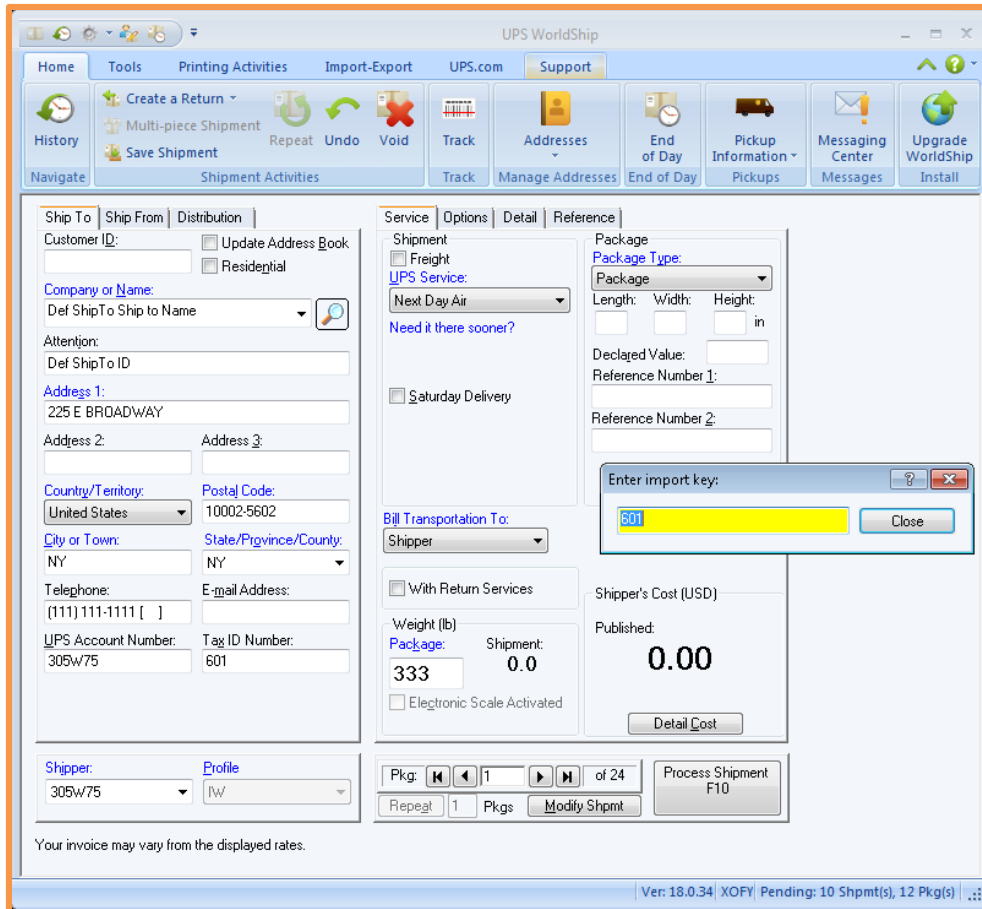 UPS WorldShip
Home Tools Printing Activities Import-Export UPS.com Support
History
Create a Return
Multi-piece Shipment
Save Shipment
Repeat Undo Void
Track
Addresses
End of Day
Pickup Information
Messaging Center
Upgrade WorldShip
Navigate Shipment Activities Track Manage Addresses End of Day Pickups Messages Install
Ship To Ship From Distribution
Customer ID:
Update Address Book
Residential
Company or Name:
Def ShipTo Ship to Name
Attention:
Def ShipTo ID
Address 1:
225 E BROADWAY
Address 2: Address 3:
Country/Territory: Postal Code:
United States 10002-5602
City or Town: State/Province/County:
NY NY
Telephone: E-mail Address:
(111) 111-1111 [ ]
UPS Account Number: Tax ID Number:
305W75 601
Shipper: Profile
305W75 IW
Service Options Detail Reference
Shipment
Freight
UPS Service:
Next Day Air
Need it there sooner?
Saturday Delivery
Bill Transportation To:
Shipper
With Return Services
Weight (lb)
Package: Shipment:
333 0.0
Electronic Scale Activated
Package
Package Type:
Package
Length: Width: Height:
in
Declared Value:
Reference Number 1:
Reference Number 2:
Enter import key:
601 Close
Shipper's Cost (USD)
Published:
0.00
Detail Cost
Pkg: 1 of 24
Repeat 1 Pkgs Modify Shpmt
Process Shipment
F10
Your invoice may vary from the displayed rates.
Ver: 18.0.34 XOFY Pending: 10 Shpmt(s), 12 Pkg(s)